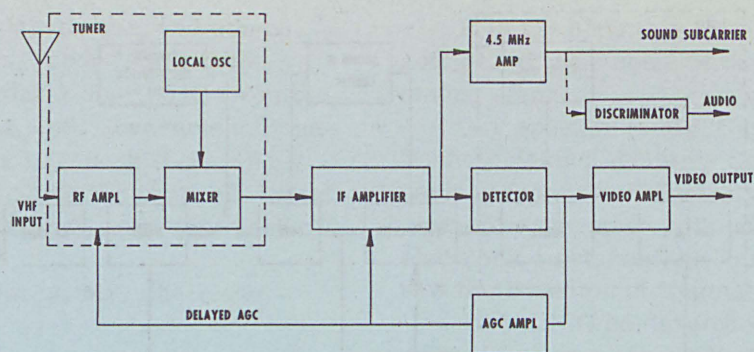 TUNER
LOCAL OSC
4.5 MHz
AMP
SOUND SUBCARRIER
DISCRIMINATOR
AUDIO
VHF
INPUT
RF AMPL
MIXER
IF AMPLIFIER
DETECTOR
VIDEO AMPL
VIDEO OUTPUT
DELAYED AGC
AGC AMPL